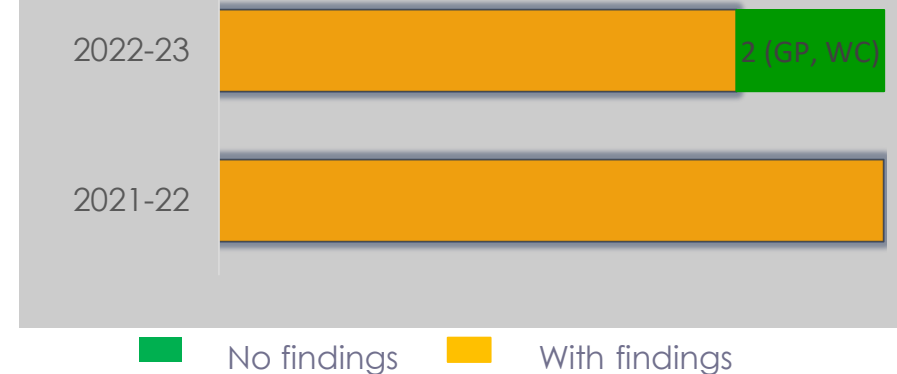 2022-23
2 (GP, WC)
2021-22
No findings
With findings